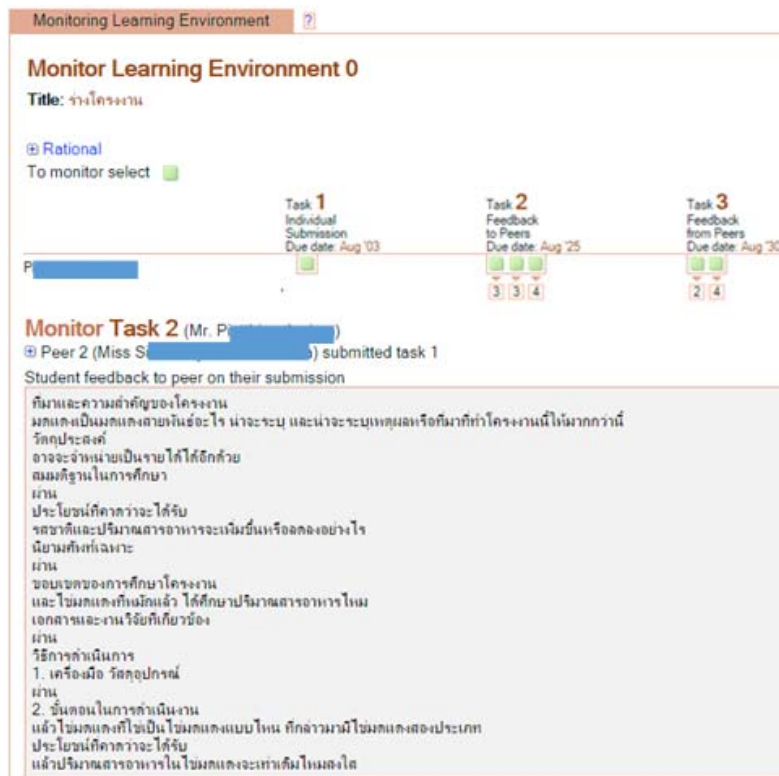 Monitoring Learning Environment ?
Monitor Learning Environment 0
Title: ร่างโครงงาน
Rational
To monitor select
Task 1 Task 2 Task 3
Individual Feedback Feedback
Submission to Peers from Peers
Due date: Aug '03 Due date: Aug '25 Due date: Aug '30
P
3 3 4 2 4
Monitor Task 2 (Mr. P )
Peer 2 (Miss S ) submitted task 1
Student feedback to peer on their submission
ที่มาและความสำคัญของโครงงาน
มดแดงเป็นมดแดงสายพันธ์อะไร น่าจะระบุ และน่าจะระบุเหตุผลหรือที่มาที่ทำโครงงานนี้ให้มากกว่านี้
วัตถุประสงค์
อาจจะจำหน่ายเป็นรายได้ได้อีกด้วย
สมมติฐานในการศึกษา
ผ่าน
ประโยชน์ที่คาดว่าจะได้รับ
รสชาติและปริมาณสารอาหารจะเพิ่มขึ้นหรือลดลงอย่างไร
นิยามศัพท์เฉพาะ
ผ่าน
ขอบเขตของการศึกษาโครงงาน
และไข่มดแดงที่หมักแล้ว ได้ศึกษาปริมาณสารอาหารไหม
เอกสารและงานวิจัยที่เกี่ยวข้อง
ผ่าน
วิธีการดำเนินการ
1. เครื่องมือ วัสดุอุปกรณ์
ผ่าน
2. ขั้นตอนในการดำเนินงาน
แล้วไข่มดแดงที่ใช้เป็นไข่มดแดงแบบไหน ที่กล่าวมามีไข่มดแดงสองประเภท
ประโยชน์ที่คาดว่าจะได้รับ
แล้วปริมาณสารอาหารในไข่มดแดงจะเท่าเดิมไหมสงสัย